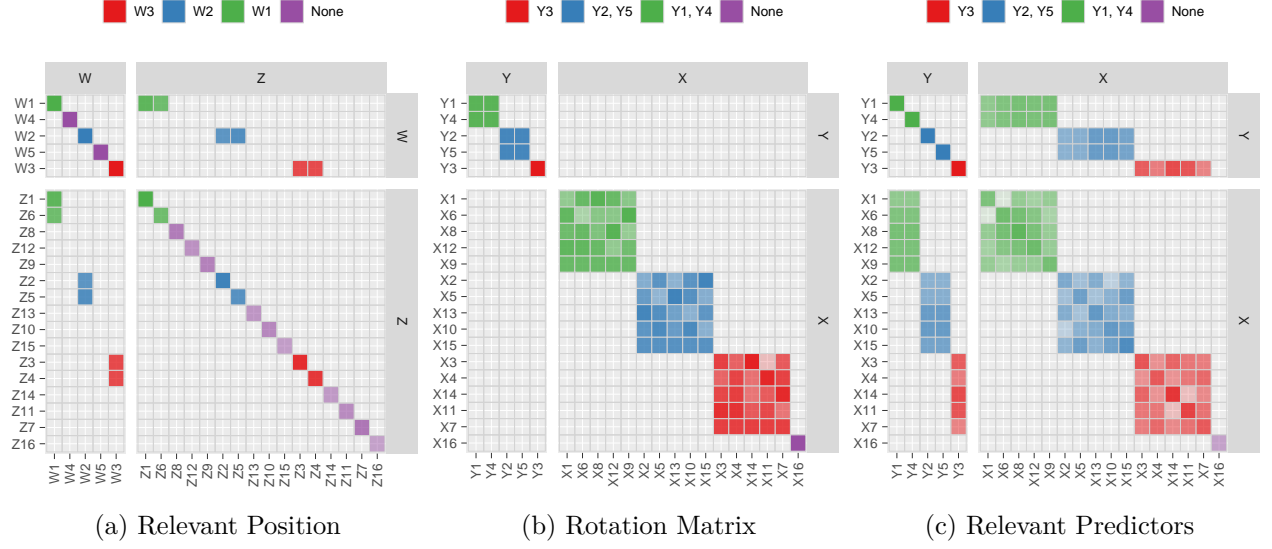 W3 W2 W1 None
Y3 Y2, Y5 Y1, Y4 None
Y3 Y2, Y5 Y1, Y4 None
W Z
Y X
Y X
W1
W4
W2
W5
W3
W
Z1
Z6
Z8
Z12
Z9
Z2
Z5
Z13
Z10
Z15
Z3
Z4
Z14
Z11
Z7
Z16
Z
W1 W4 W2 W5 W3 Z1 Z6 Z8 Z12 Z9 Z2 Z5 Z13 Z10 Z15 Z3 Z4 Z14 Z11 Z7 Z16
(a) Relevant Position
Y1
Y4
Y2
Y5
Y3
Y
X1
X6
X8
X12
X9
X2
X5
X13
X10
X15
X3
X4
X14
X11
X7
X16
X
Y1 Y4 Y2 Y5 Y3 X1 X6 X8 X12 X9 X2 X5 X13 X10 X15 X3 X4 X14 X11 X7 X16
(b) Rotation Matrix
Y1
Y4
Y2
Y5
Y3
Y
X1
X6
X8
X12
X9
X2
X5
X13
X10
X15
X3
X4
X14
X11
X7
X16
X
Y1 Y4 Y2 Y5 Y3 X1 X6 X8 X12 X9 X2 X5 X13 X10 X15 X3 X4 X14 X11 X7 X16
(c) Relevant Predictors